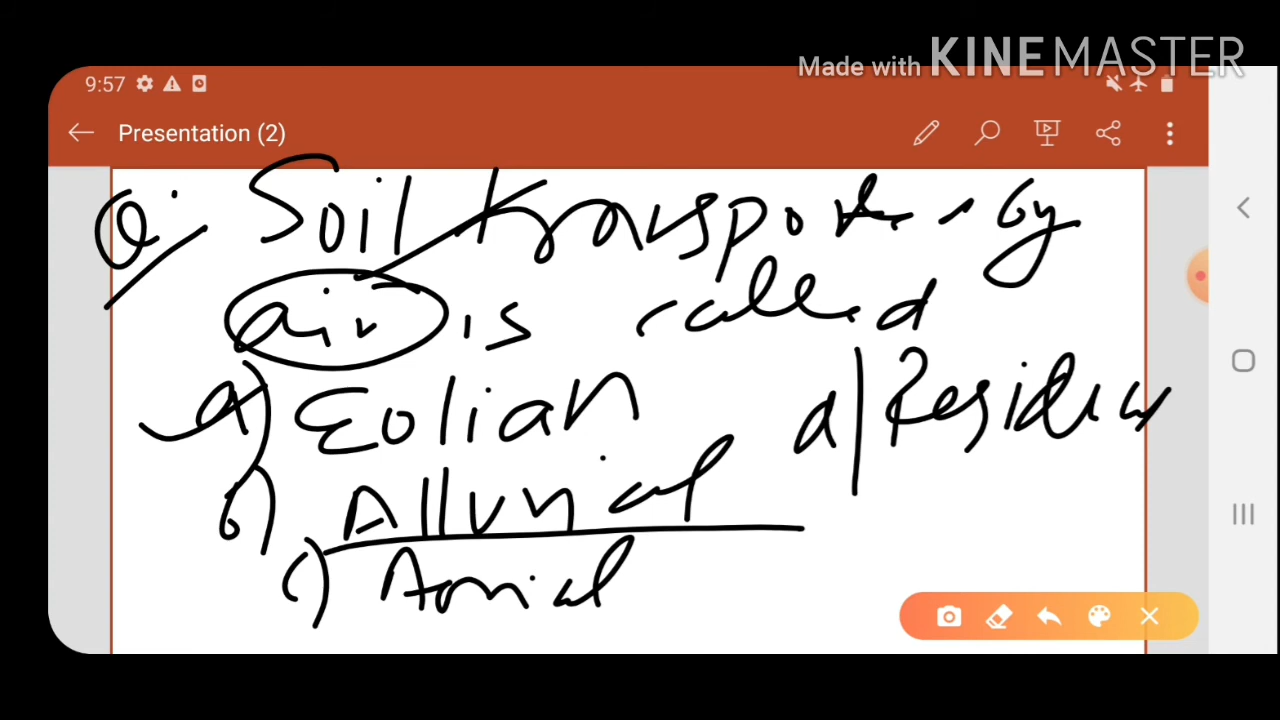 Made with KINEMASTER
9:57
Presentation (2)
Q. Soil transported by
air is called
a) Eolian
d) Residual
b) Alluvial
c) Aerial